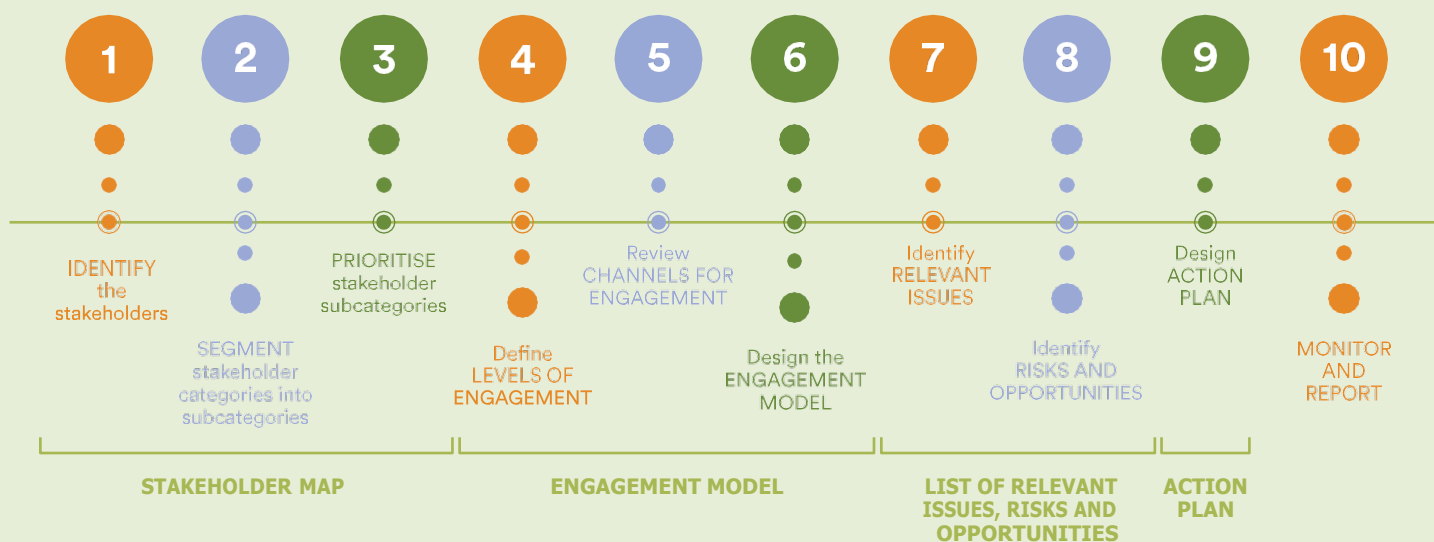 1
2
3
4
5
6
7
8
9
10
IDENTIFY
the
stakeholders
SEGMENT
stakeholder
categories into
subcategories
PRIORITISE
stakeholder
subcategories
Define
LEVELS OF
ENGAGEMENT
Review
CHANNELS FOR
ENGAGEMENT
Design the
ENGAGEMENT
MODEL
Identify
RELEVANT
ISSUES
Identify
RISKS AND
OPPORTUNITIES
Design
ACTION
PLAN
MONITOR
AND
REPORT
STAKEHOLDER MAP
ENGAGEMENT MODEL
LIST OF RELEVANT
ISSUES, RISKS AND
OPPORTUNITIES
ACTION
PLAN